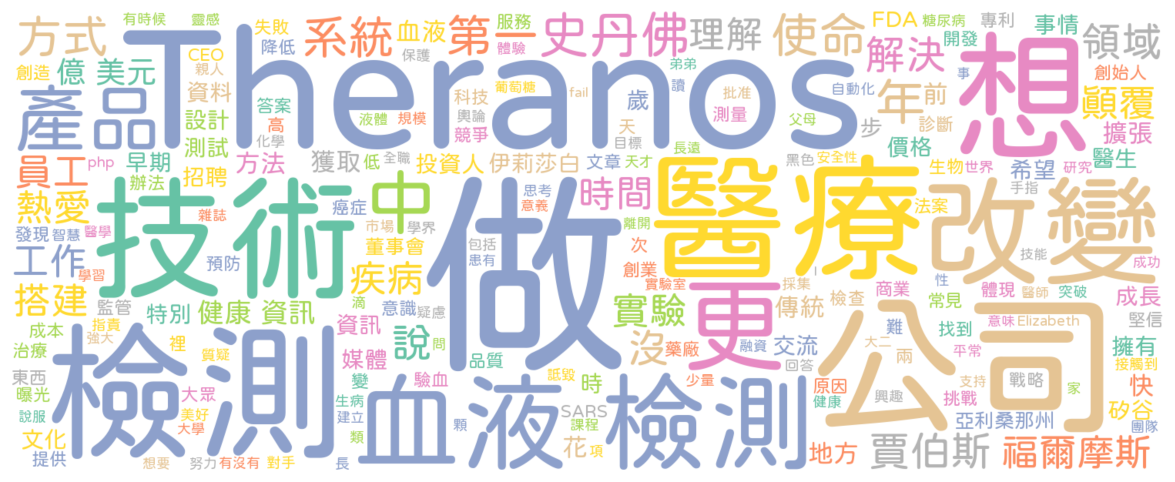 有時候 靈感 失敗 服務 FDA 糖尿病 專利 事情
方式 Theranos 系統 血液 第一 史丹佛 理解 使命 領域
降低 體驗 解決 開發
CEO 保護 弟弟
創造 億 美元 親人 葡萄糖 fail 讀 批准 自動化 事 想 創始人
產品 資料 科技 歲 年 前 顛覆
答案 液體 規模 輿論 測量 診斷 擴張
設計 高 競爭 天 父母 步
測試 化學 目標 價格 醫生
員工 php 早期 方法 獲取 低 全職 投資人 伊莉莎白 文章 天才 長遠 黑色 安全性 生物 世界 希望 研究
辦法 招聘 手指
熱愛 技術 癌症 中 做 思考 意義 時間 醫療 改變
雜誌 市場 學界 離開 法案
發現 智慧 醫學 董事會 包括 次
工作 學習 預防 患有 創業 技能 成功
疾病 實驗室 採集 I 性
搭建 滴 更 商業 體現 醫師 突破 成長
監管 特別 健康 資訊 意識 疑慮 實驗 傳統 檢查 常見
成本 指責 資訊 公司 難 意味 Elizabeth 堅信
強大 說 問 沒 藥廠 融資 交流 大二 找到
治療 裡 質疑 媒體 品質 回答 兩 平常 擁有
東西 檢測 變 驗血 詆毀 少量 支持 戰略 接觸到
曝光 大眾 生病 血液檢測 時 原因 興趣 挑戰 家 快
說服 美好 建立 顆 SARS 健康 亞利桑那州 矽谷
文化 大學 類 課程 團隊
提供 想要 努力 有沒有 對手 長 花 項 地方 賈伯斯 福爾摩斯